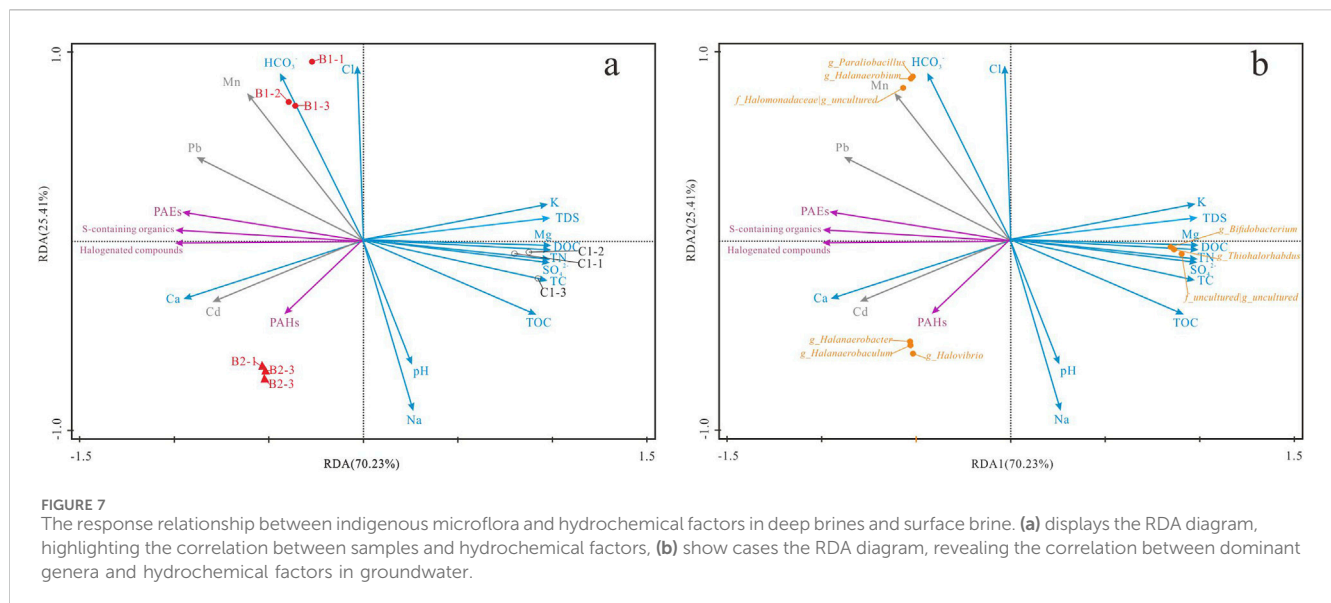 a
1.0
HCO₃⁻
B1-1
Cl
Mn
B1-2
B1-3
Pb
K
PAEs
TDS
S-containing organics
Mg
Halogenated compounds
DOC
C1-2
TN
C1-1
SO₄²⁻
TC
C1-3
Ca
Cd
PAHs
TOC
B2-1
B2-3
B2-3
pH
Na
-1.0
-1.5
1.5
RDA(70.23%)
RDA(25.41%)
b
1.0
g_Paraliobacillus
HCO₃⁻
Cl
g_Halanaerobium
Mn
f_Halomonadaceae|g_uncultured
Pb
K
PAEs
TDS
S-containing organics
Mg
g_Bifidobacterium
Halogenated compounds
DOC
TN
g_Thiohalorhabdus
SO₄²⁻
TC
Ca
f_uncultured|g_uncultured
Cd
PAHs
TOC
g_Halanaerobacter
g_Halanaerobaculum
g_Halovibrio
pH
Na
-1.0
-1.5
1.5
RDA1(70.23%)
RDA2(25.41%)
FIGURE 7
The response relationship between indigenous microflora and hydrochemical factors in deep brines and surface brine. (a) displays the RDA diagram,
highlighting the correlation between samples and hydrochemical factors, (b) show cases the RDA diagram, revealing the correlation between dominant
genera and hydrochemical factors in groundwater.